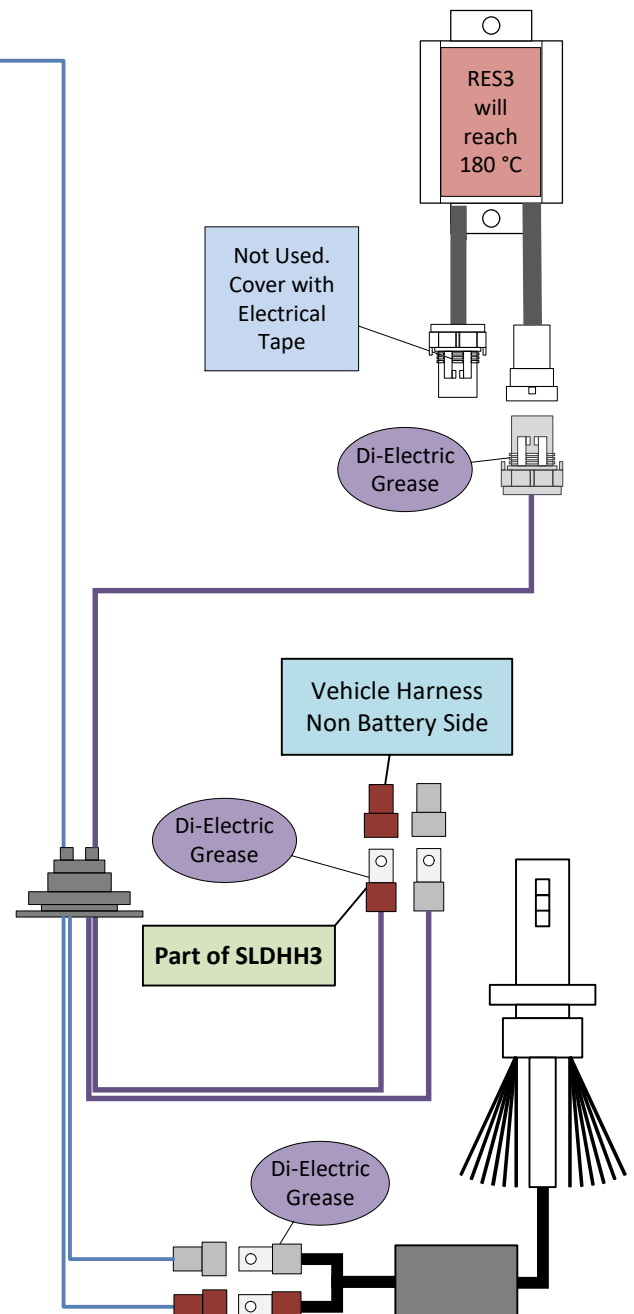 RES3
will
reach
180 °C
Not Used.
Cover with
Electrical
Tape
Di-Electric
Grease
Vehicle Harness
Non Battery Side
Di-Electric
Grease
Part of SLDHH3
Di-Electric
Grease